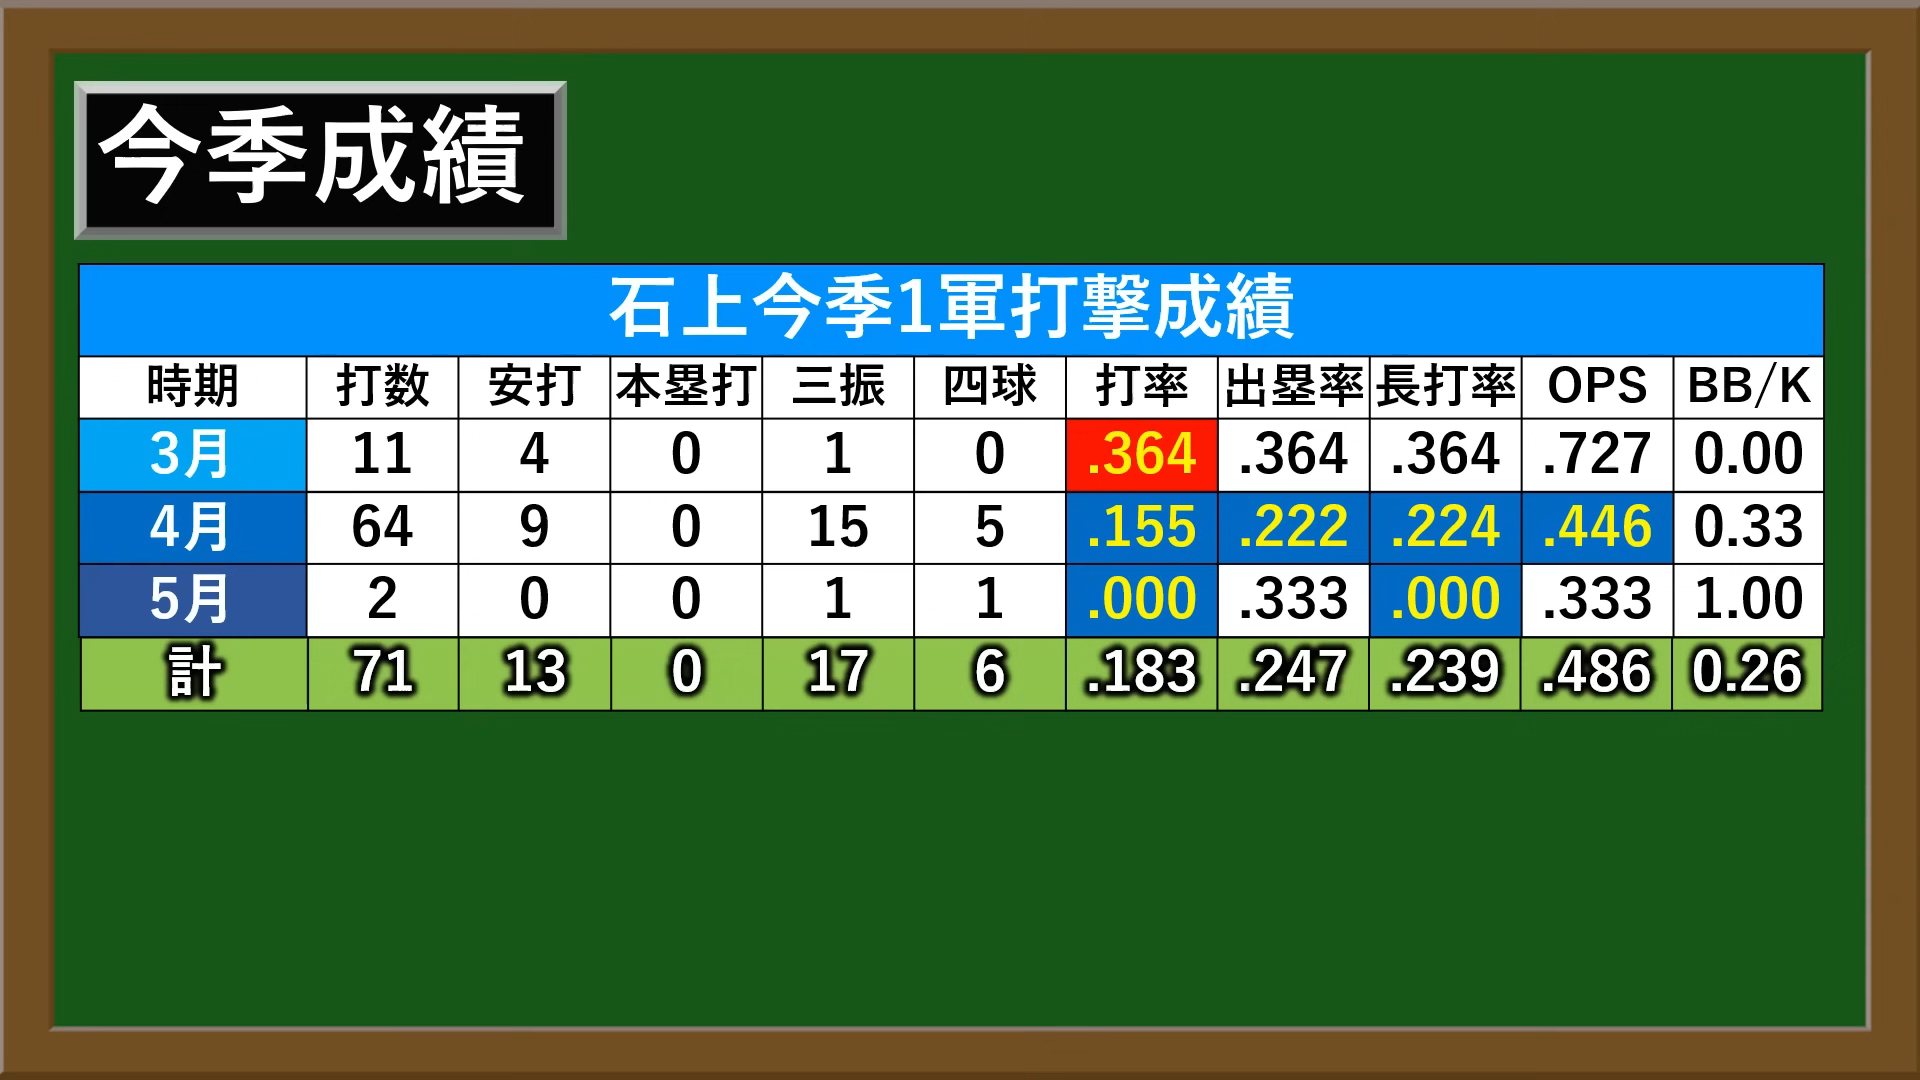 今季成績
石上今季1軍打撃成績
時期 打数 安打 本塁打 三振 四球 打率 出塁率 長打率 OPS BB/K
3月 11 4 0 1 0 .364 .364 .364 .727 0.00
4月 64 9 0 15 5 .155 .222 .224 .446 0.33
5月 2 0 0 1 1 .000 .333 .000 .333 1.00
計 71 13 0 17 6 .183 .247 .239 .486 0.26